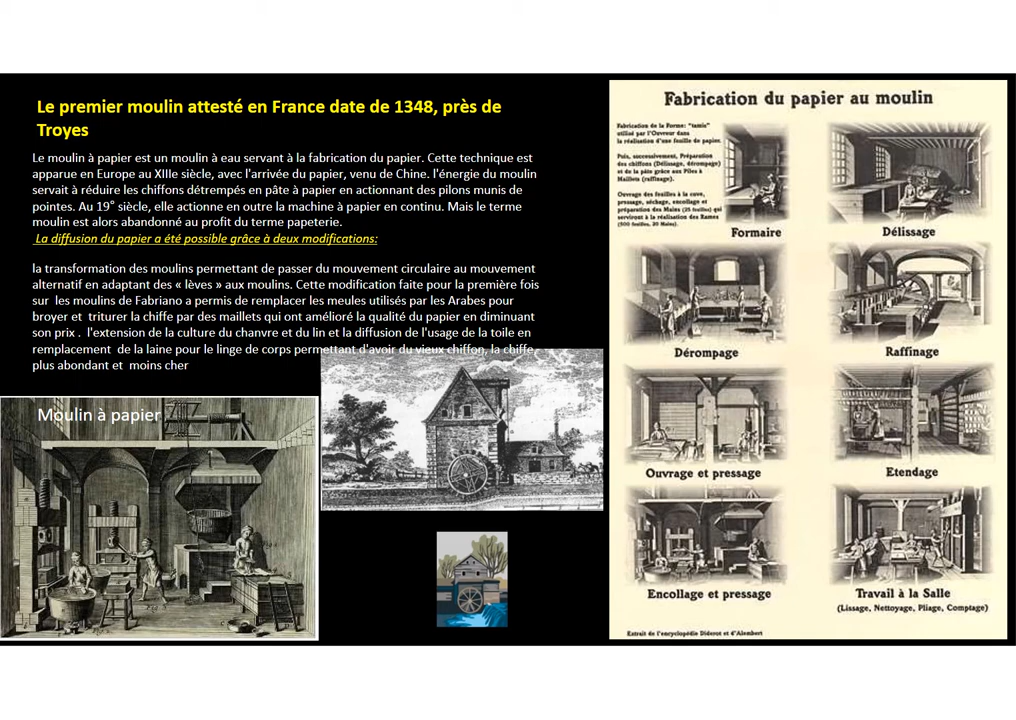 Le premier moulin attesté en France date de 1348, près de
Troyes
Le moulin à papier est un moulin à eau servant à la fabrication du papier. Cette technique est
apparue en Europe au XIIIe siècle, avec l'arrivée du papier, venu de Chine. l'énergie du moulin
servait à réduire les chiffons détrempés en pâte à papier en actionnant des pilons munis de
pointes. Au 19° siècle, elle actionne en outre la machine à papier en continu. Mais le terme
moulin est alors abandonné au profit du terme papeterie.
La diffusion du papier a été possible grâce à deux modifications:
la transformation des moulins permettant de passer du mouvement circulaire au mouvement
alternatif en adaptant des « lèves » aux moulins. Cette modification faite pour la première fois
sur les moulins de Fabriano a permis de remplacer les meules utilisés par les Arabes pour
broyer et triturer la chiffe par des maillets qui ont amélioré la qualité du papier en diminuant
son prix . l'extension de la culture du chanvre et du lin et la diffusion de l'usage de la toile en
remplacement de la laine pour le linge de corps permettant d'avoir du vieux chiffon, la chiffe,
plus abondant et moins cher
Moulin à papier
Fabrication du papier au moulin
Fabrication de la Forme: "tamis"
utilisé par l'Ouvreur dans
la réalisation d'une feuille de papier.
Puis, successivement, Préparation
des chiffons (Délissage, dérompage)
et de la pâte grâce aux Piles à
Maillets (raffinage).
Ouvrage des feuilles à la cuve,
pressage, séchage, encollage et
préparation des Mains (25 feuilles) qui
serviront à la réalisation des Rames
(500 feuilles, 20 Mains).
Formaire
Délissage
Dérompage
Raffinage
Ouvrage et pressage
Etendage
Encollage et pressage
Travail à la Salle
(Lissage, Nettoyage, Pliage, Comptage)
Extrait de l'encyclopédie Diderot et d'Alembert